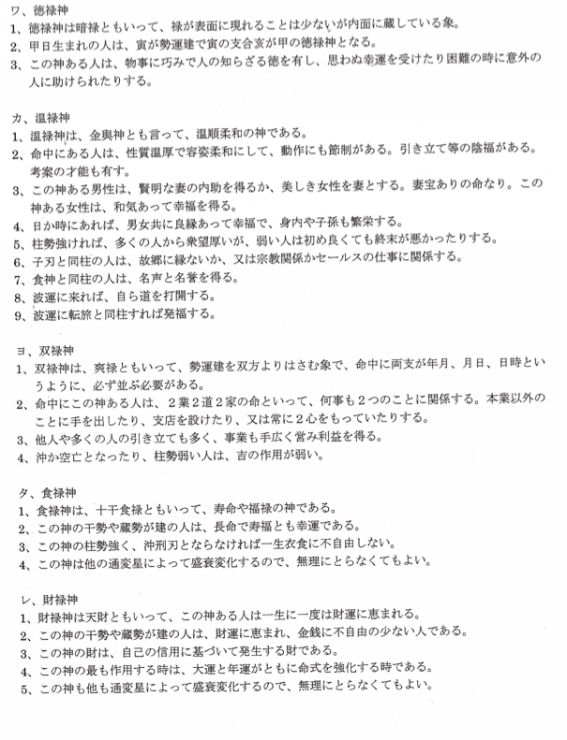 ワ、徳禄神
1、徳禄神は暗禄ともいって、禄が表面に現れることは少ないが内面に蔵している象。
2、甲日生まれの人は、寅が勢運建で寅の支合亥が甲の徳禄神となる。
3、この神ある人は、物事に巧みで人の知らざる徳を有し、思わぬ幸運を受けたり困難の時に意外の
人に助けられたりする。
カ、温禄神
1、温禄神は、金輿神とも言って、温順柔和の神である。
2、命中にある人は、性質温厚で容姿柔和にして、動作にも節制がある。引き立て等の陰福がある。
考案の才能も有す。
3、この神ある男性は、賢明な妻の内助を得るか、美しき女性を妻とする。妻宝ありの命なり。この
神ある女性は、和気あって幸福を得る。
4、日か時にあれば、男女共に良縁あって幸福で、身内や子孫も繁栄する。
5、柱勢強ければ、多くの人から衆望厚いが、弱い人は初め良くても終末が悪かったりする。
6、子刃と同柱の人は、故郷に縁ないか、又は宗教関係かセールスの仕事に関係する。
7、食神と同柱の人は、名声と名誉を得る。
8、波運に来れば、自ら道を打開する。
9、波運に転旅と同柱すれば発福する。
ヨ、双禄神
1、双禄神は、爽禄ともいって、勢運建を双方よりはさむ象で、命中に両支が年月、月日、日時とい
うように、必ず並ぶ必要がある。
2、命中にこの神ある人は、２業２道２家の命といって、何事も２つのことに関係する。本業以外の
ことに手を出したり、支店を設けたり、又は常に２心をもっていたりする。
3、他人や多くの人の引き立ても多く、事業も手広く営み利益を得る。
4、沖か空亡となったり、柱勢弱い人は、吉の作用が弱い。
タ、食禄神
1、食禄神は、十干食禄ともいって、寿命や福禄の神である。
2、この神の干勢や蔵勢が建の人は、長命で寿福とも幸運である。
3、この神の柱勢強く、沖刑刃とならなければ一生衣食に不自由しない。
4、この神は他の通変星によって盛衰変化するので、無理にとらなくてもよい。
レ、財禄神
1、財禄神は天財ともいって、この神ある人は一生に一度は財運に恵まれる。
2、この神の干勢や蔵勢が建の人は、財運に恵まれ、金銭に不自由の少ない人である。
3、この神の財は、自己の信用に基づいて発生する財である。
4、この神の最も作用する時は、大運と年運がともに命式を強化する時である。
5、この神も他も通変星によって盛衰変化するので、無理にとらなくてもよい。